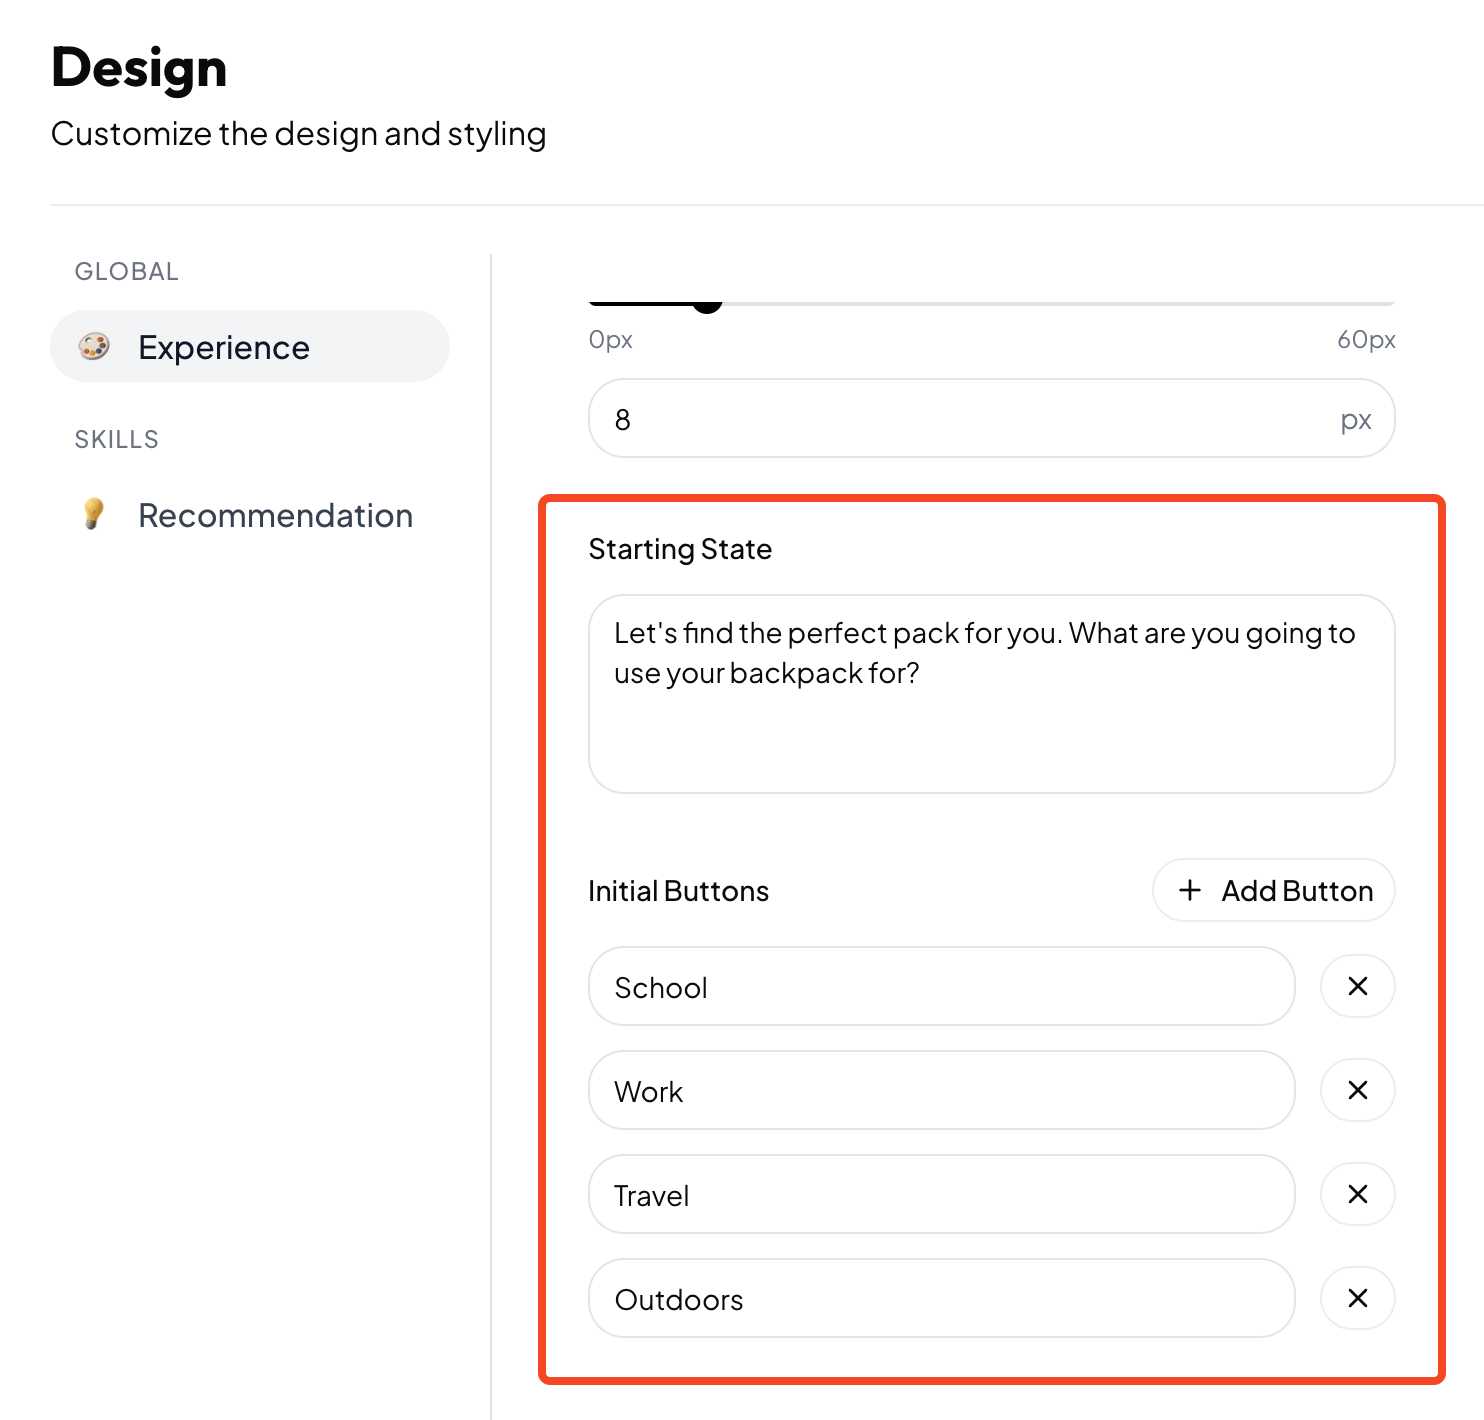 Design
Customize the design and styling
GLOBAL
Experience
SKILLS
Recommendation
0px 60px
8 px
Starting State
Let's find the perfect pack for you. What are you going to
use your backpack for?
Initial Buttons
+ Add Button
School
Work
Travel
Outdoors